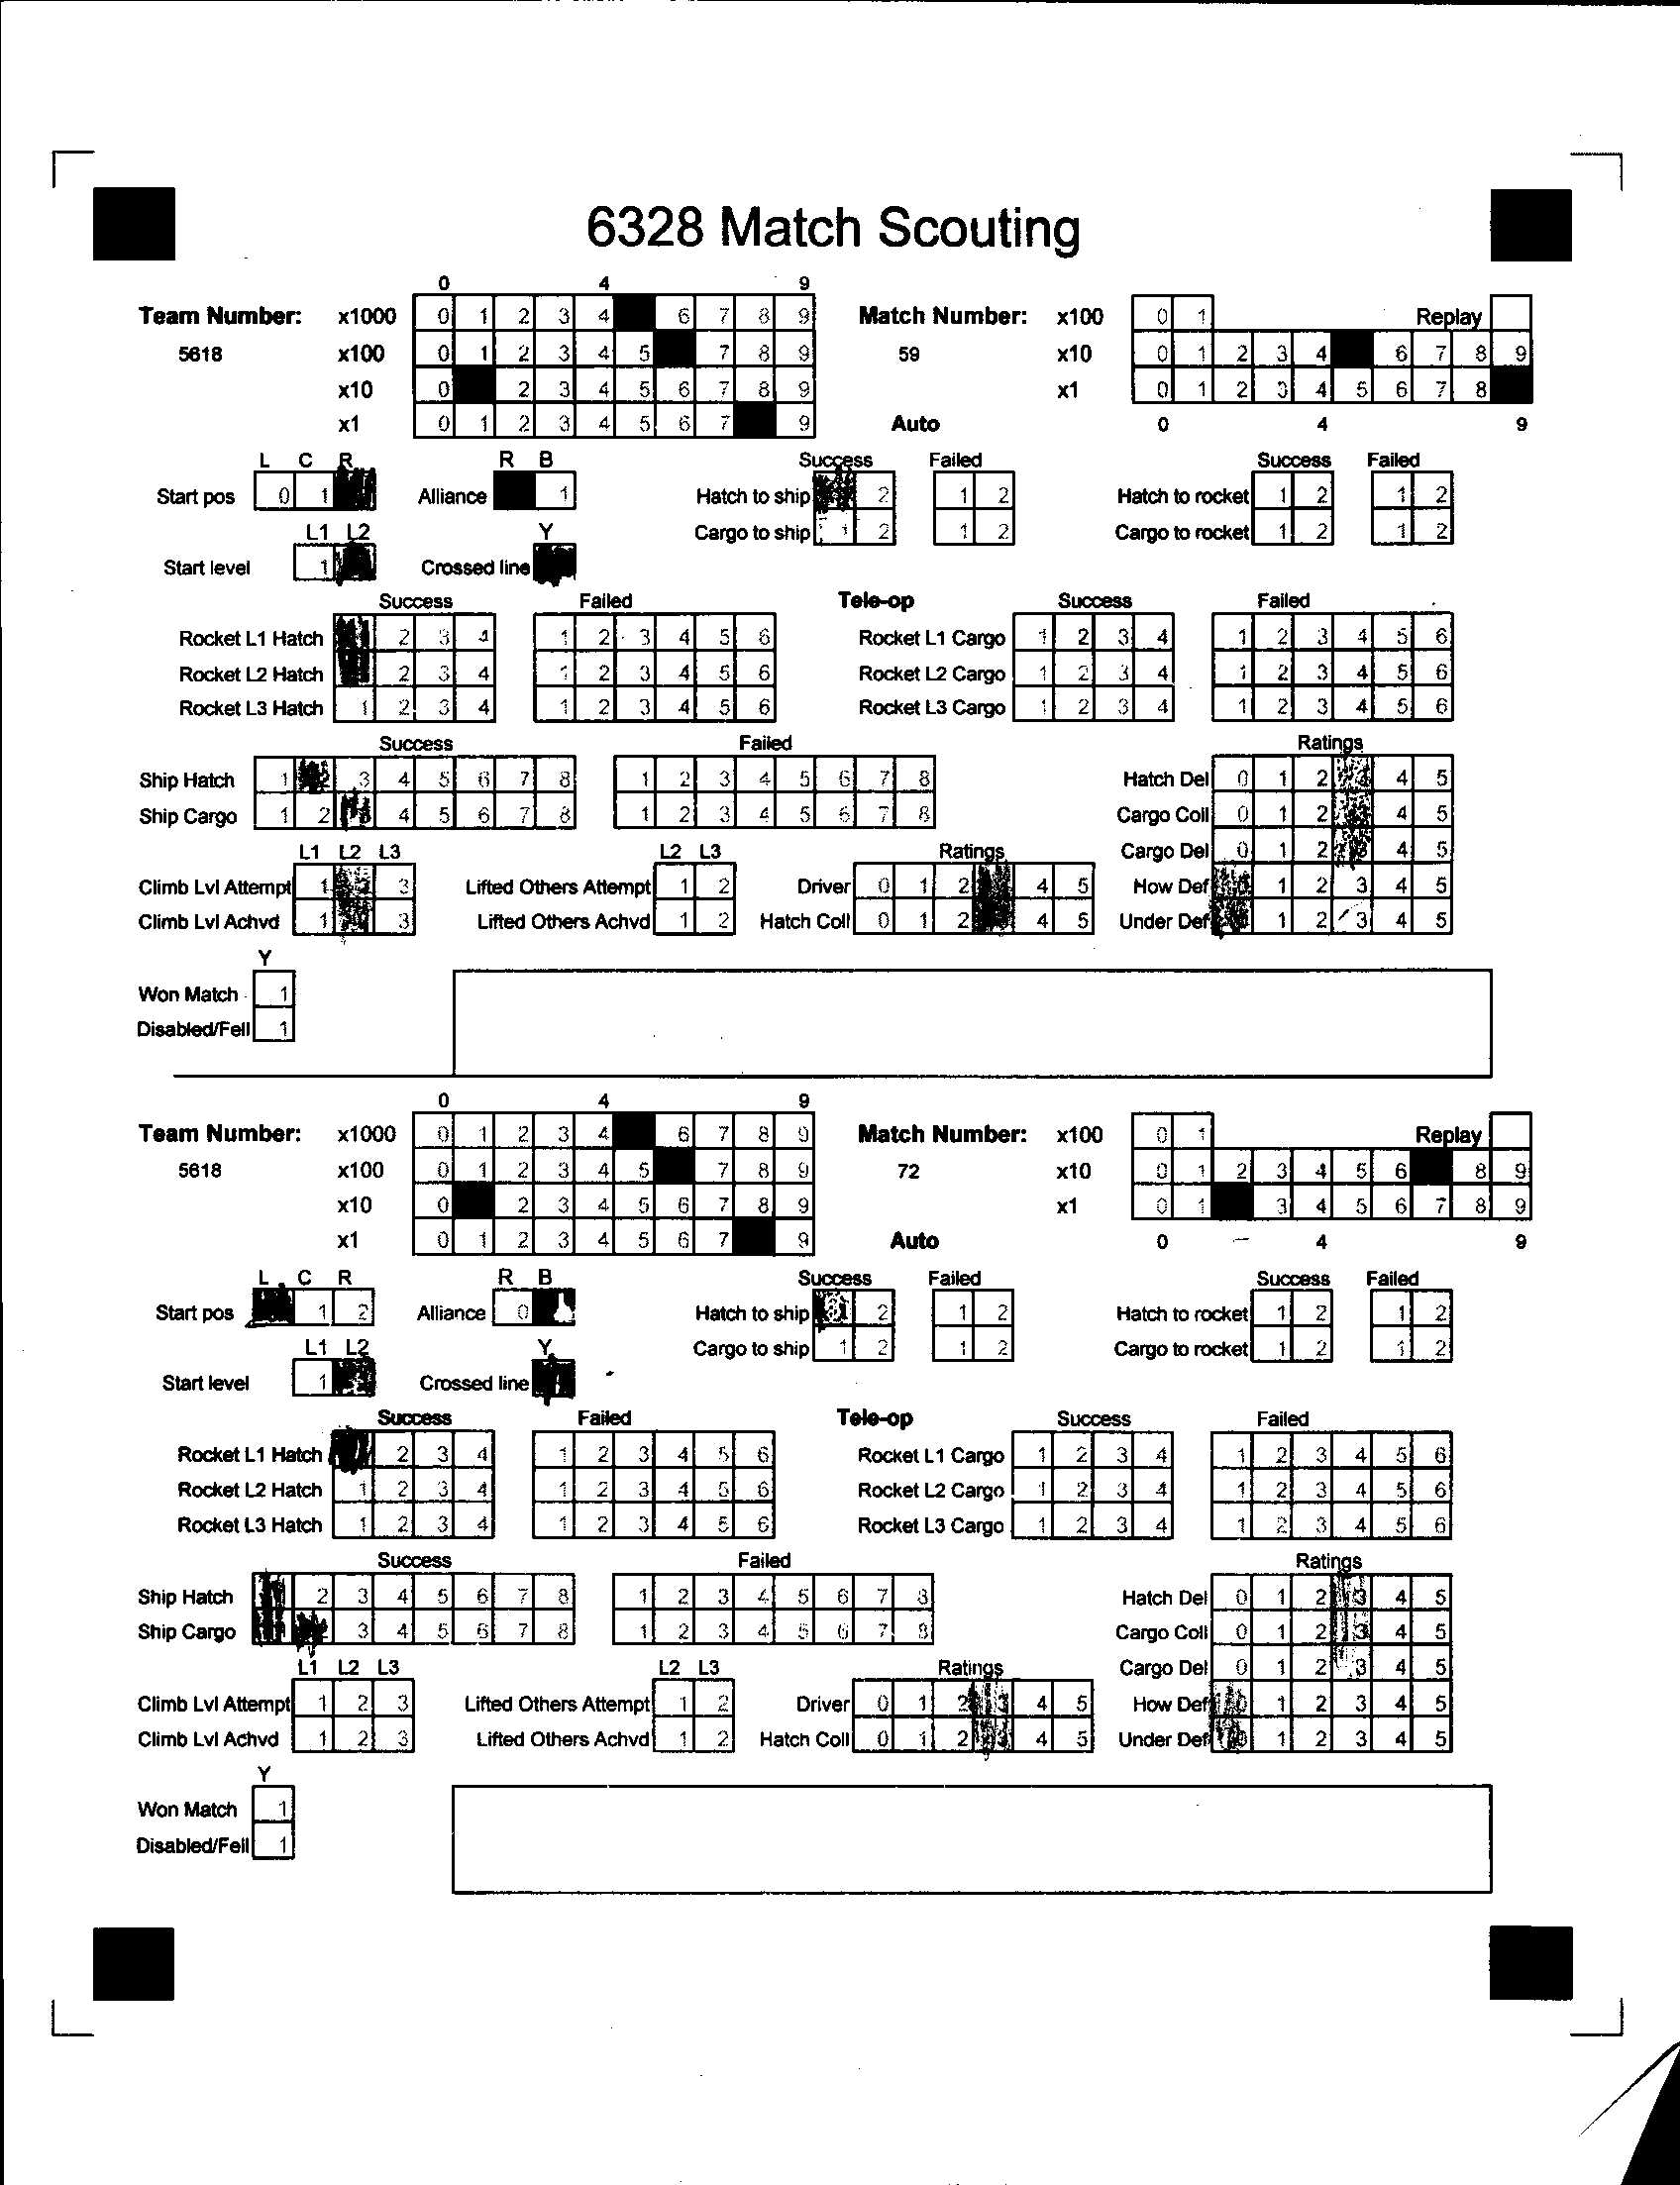 6328 Match Scouting
0 4 9
Team Number: x1000 0 1 2 3 4 6 7 8 9 Match Number: x100 0 1 Replay
5618 x100 0 1 2 3 4 5 7 8 9 59 x10 0 1 2 3 4 6 7 8 9
x10 0 2 3 4 5 6 7 8 9 x1 0 1 2 3 4 5 6 7 8
x1 0 1 2 3 4 5 6 7 9 Auto 0 4 9
L C R R B Success Failed Success Failed
Start pos 0 1 Alliance 1 Hatch to ship 2 1 2 Hatch to rocket 1 2 1 2
L1 L2 Y Cargo to ship 1 2 1 2 Cargo to rocket 1 2 1 2
Start level 1 Crossed line
Success Failed Tele-op Success Failed
Rocket L1 Hatch 2 3 4 1 2 3 4 5 6 Rocket L1 Cargo 1 2 3 4 1 2 3 4 5 6
Rocket L2 Hatch 2 3 4 1 2 3 4 5 6 Rocket L2 Cargo 1 2 3 4 1 2 3 4 5 6
Rocket L3 Hatch 1 2 3 4 1 2 3 4 5 6 Rocket L3 Cargo 1 2 3 4 1 2 3 4 5 6
Success Failed Ratings
Ship Hatch 1 2 3 4 5 6 7 8 1 2 3 4 5 6 7 8 Hatch Del 0 1 2 4 5
Ship Cargo 1 2 4 5 6 7 8 1 2 3 4 5 6 7 8 Cargo Coll 0 1 2 4 5
L1 L2 L3 L2 L3 Ratings Cargo Del 0 1 2 4 5
Climb Lvl Attempt 1 3 Lifted Others Attempt 1 2 Driver 0 1 2 4 5 How Def 1 2 3 4 5
Climb Lvl Achvd 1 3 Lifted Others Achvd 1 2 Hatch Coll 0 1 2 4 5 Under Def 1 2 3 4 5
Y
Won Match 1
Disabled/Fell 1
0 4 9
Team Number: x1000 0 1 2 3 4 6 7 8 9 Match Number: x100 0 1 Replay
5618 x100 0 1 2 3 4 5 7 8 9 72 x10 0 1 2 3 4 5 6 8 9
x10 0 2 3 4 5 6 7 8 9 x1 0 1 3 4 5 6 7 8 9
x1 0 1 2 3 4 5 6 7 9 Auto 0 4 9
L C R R B Success Failed Success Failed
Start pos 1 2 Alliance 0 Hatch to ship 2 1 2 Hatch to rocket 1 2 1 2
L1 L2 Y Cargo to ship 1 2 1 2 Cargo to rocket 1 2 1 2
Start level 1 Crossed line
Success Failed Tele-op Success Failed
Rocket L1 Hatch 2 3 4 1 2 3 4 5 6 Rocket L1 Cargo 1 2 3 4 1 2 3 4 5 6
Rocket L2 Hatch 1 2 3 4 1 2 3 4 5 6 Rocket L2 Cargo 1 2 3 4 1 2 3 4 5 6
Rocket L3 Hatch 1 2 3 4 1 2 3 4 5 6 Rocket L3 Cargo 1 2 3 4 1 2 3 4 5 6
Success Failed Ratings
Ship Hatch 2 3 4 5 6 7 8 1 2 3 4 5 6 7 8 Hatch Del 0 1 2 3 4 5
Ship Cargo 3 4 5 6 7 8 1 2 3 4 5 6 7 8 Cargo Coll 0 1 2 3 4 5
L1 L2 L3 L2 L3 Ratings Cargo Del 0 1 2 3 4 5
Climb Lvl Attempt 1 2 3 Lifted Others Attempt 1 2 Driver 0 1 2 3 4 5 How Def 0 1 2 3 4 5
Climb Lvl Achvd 1 2 3 Lifted Others Achvd 1 2 Hatch Coll 0 1 2 3 4 5 Under Def 0 1 2 3 4 5
Y
Won Match 1
Disabled/Fell 1